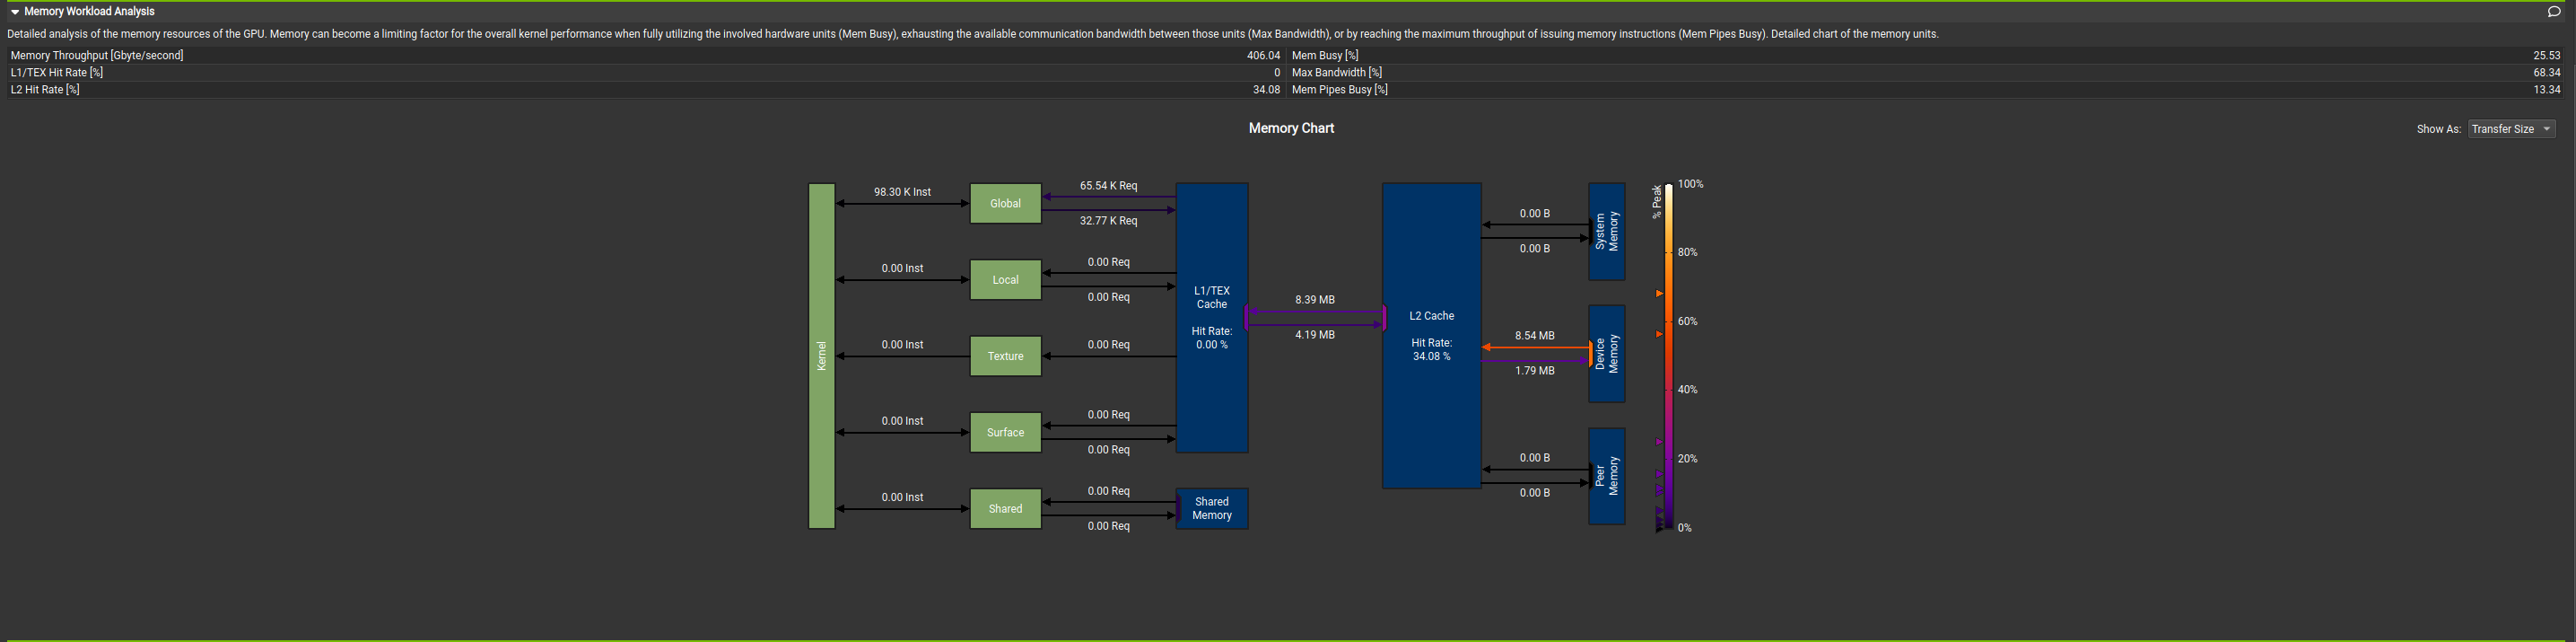 Memory Workload Analysis
Detailed analysis of the memory resources of the GPU. Memory can become a limiting factor for the overall kernel performance when fully utilizing the involved hardware units (Mem Busy), exhausting the available communication bandwidth between those units (Max Bandwidth), or by reaching the maximum throughput of issuing memory instructions (Mem Pipes Busy). Detailed chart of the memory units.
Memory Throughput [Gbyte/second] 406.04 Mem Busy [%] 25.53
L1/TEX Hit Rate [%] 0 Max Bandwidth [%] 68.34
L2 Hit Rate [%] 34.08 Mem Pipes Busy [%] 13.34
Memory Chart
Show As: Transfer Size
Kernel
98.30 K Inst
Global
65.54 K Req
32.77 K Req
0.00 Inst
Local
0.00 Req
0.00 Req
0.00 Inst
Texture
0.00 Req
0.00 Inst
Surface
0.00 Req
0.00 Req
0.00 Inst
Shared
0.00 Req
0.00 Req
L1/TEX
Cache
Hit Rate:
0.00 %
Shared
Memory
8.39 MB
4.19 MB
L2 Cache
Hit Rate:
34.08 %
0.00 B
0.00 B
System
Memory
8.54 MB
1.79 MB
Device
Memory
0.00 B
0.00 B
Peer
Memory
% Peak
100%
80%
60%
40%
20%
0%